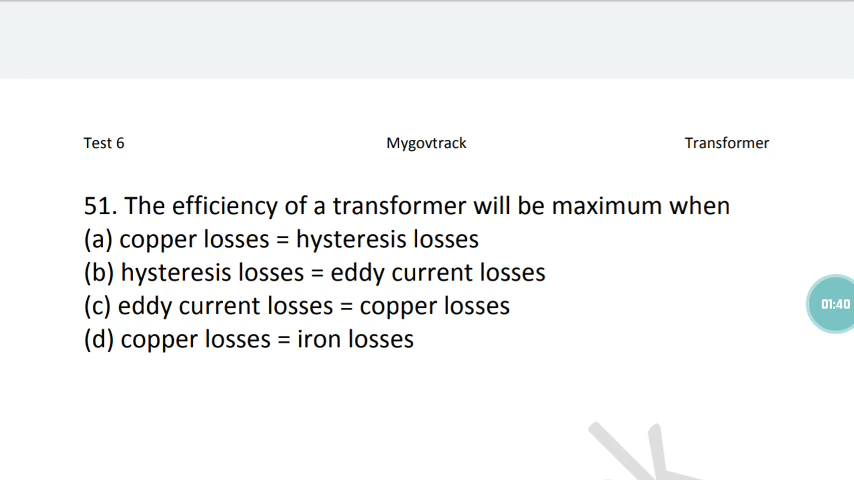 Test 6 Mygovtrack Transformer
51. The efficiency of a transformer will be maximum when
(a) copper losses = hysteresis losses
(b) hysteresis losses = eddy current losses
(c) eddy current losses = copper losses
01:40
(d) copper losses = iron losses